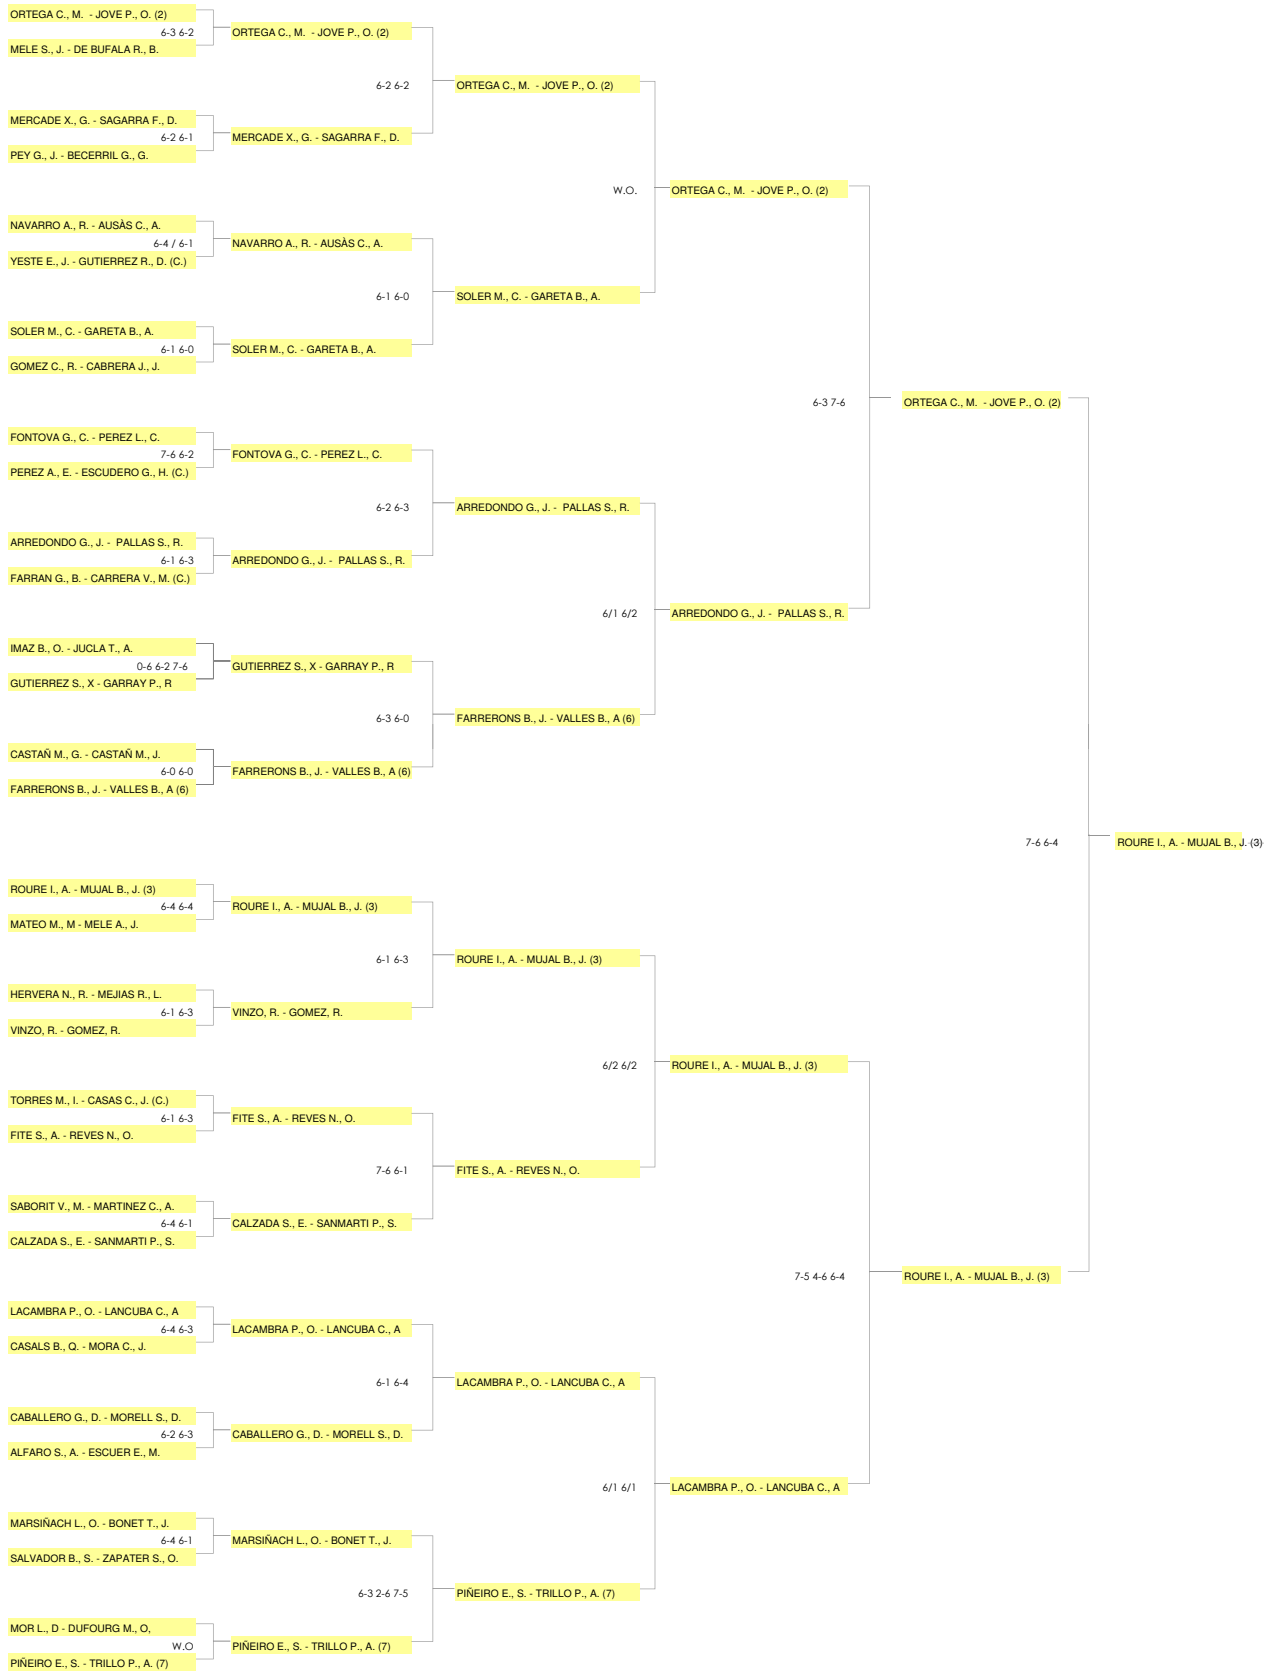 ORTEGA C., M.  - JOVE P., O. (2)
6-3 6-2
ORTEGA C., M.  - JOVE P., O. (2)
MELE S., J. - DE BUFALA R., B.
6-2 6-2
ORTEGA C., M.  - JOVE P., O. (2)
MERCADE X., G. - SAGARRA F., D.
6-2 6-1
MERCADE X., G. - SAGARRA F., D.
PEY G., J. - BECERRIL G., G.
W.O.
ORTEGA C., M.  - JOVE P., O. (2)
NAVARRO A., R. - AUSÀS C., A.
6-4 / 6-1
NAVARRO A., R. - AUSÀS C., A.
YESTE E., J. - GUTIERREZ R., D. (C.)
6-1 6-0
SOLER M., C. - GARETA B., A.
SOLER M., C. - GARETA B., A.
6-1 6-0
SOLER M., C. - GARETA B., A.
GOMEZ C., R. - CABRERA J., J.
6-3 7-6
ORTEGA C., M.  - JOVE P., O. (2)
FONTOVA G., C. - PEREZ L., C.
7-6 6-2
FONTOVA G., C. - PEREZ L., C.
PEREZ A., E. - ESCUDERO G., H. (C.)
6-2 6-3
ARREDONDO G., J. -  PALLAS S., R.
ARREDONDO G., J. -  PALLAS S., R.
6-1 6-3
ARREDONDO G., J. -  PALLAS S., R.
FARRAN G., B. - CARRERA V., M. (C.)
6/1 6/2
ARREDONDO G., J. -  PALLAS S., R.
IMAZ B., O. - JUCLA T., A.
0-6 6-2 7-6
GUTIERREZ S., X - GARRAY P., R
GUTIERREZ S., X - GARRAY P., R
6-3 6-0
FARRERONS B., J. - VALLES B., A (6)
CASTAÑ M., G. - CASTAÑ M., J.
6-0 6-0
FARRERONS B., J. - VALLES B., A (6)
FARRERONS B., J. - VALLES B., A (6)
7-6 6-4
ROURE I., A. - MUJAL B., J. (3)
ROURE I., A. - MUJAL B., J. (3)
6-4 6-4
ROURE I., A. - MUJAL B., J. (3)
MATEO M., M - MELE A., J.
6-1 6-3
ROURE I., A. - MUJAL B., J. (3)
HERVERA N., R. - MEJIAS R., L.
6-1 6-3
VINZO, R. - GOMEZ, R.
VINZO, R. - GOMEZ, R.
6/2 6/2
ROURE I., A. - MUJAL B., J. (3)
TORRES M., I. - CASAS C., J. (C.)
6-1 6-3
FITE S., A. - REVES N., O.
FITE S., A. - REVES N., O.
7-6 6-1
FITE S., A. - REVES N., O.
SABORIT V., M. - MARTINEZ C., A.
6-4 6-1
CALZADA S., E. - SANMARTI P., S.
CALZADA S., E. - SANMARTI P., S.
7-5 4-6 6-4
ROURE I., A. - MUJAL B., J. (3)
LACAMBRA P., O. - LANCUBA C., A
6-4 6-3
LACAMBRA P., O. - LANCUBA C., A
CASALS B., Q. - MORA C., J.
6-1 6-4
LACAMBRA P., O. - LANCUBA C., A
CABALLERO G., D. - MORELL S., D.
6-2 6-3
CABALLERO G., D. - MORELL S., D.
ALFARO S., A. - ESCUER E., M.
6/1 6/1
LACAMBRA P., O. - LANCUBA C., A
MARSIÑACH L., O. - BONET T., J.
6-4 6-1
MARSIÑACH L., O. - BONET T., J.
SALVADOR B., S. - ZAPATER S., O.
6-3 2-6 7-5
PIÑEIRO E., S. - TRILLO P., A. (7)
MOR L., D - DUFOURG M., O,
W.O
PIÑEIRO E., S. - TRILLO P., A. (7)
PIÑEIRO E., S. - TRILLO P., A. (7)